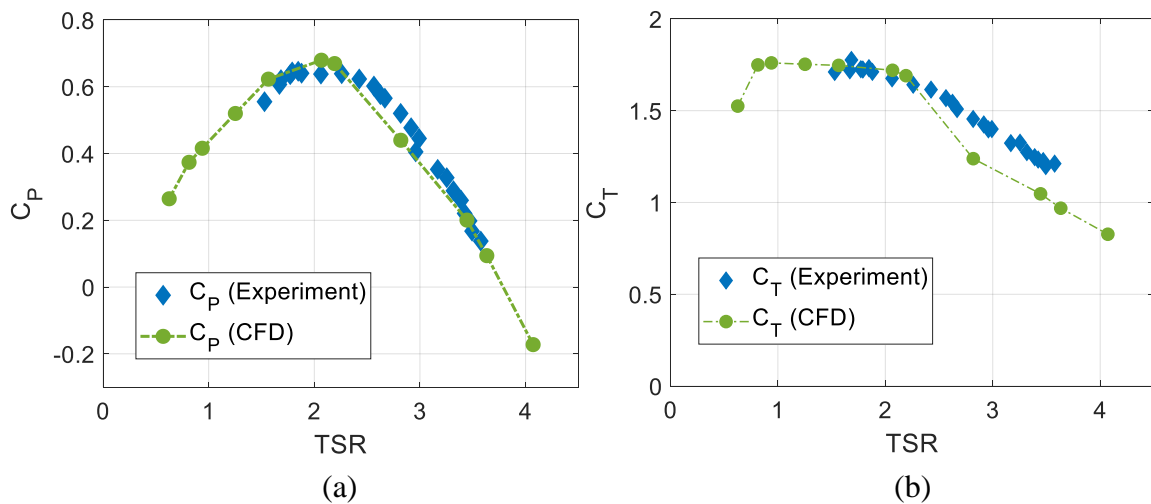 0.8
0.6
0.4
0.2
0
-0.2
C_P
0 1 2 3 4
TSR
C_P (Experiment)
C_P (CFD)
(a)
2
1.5
1
0.5
0
C_T
0 1 2 3 4
TSR
C_T (Experiment)
C_T (CFD)
(b)